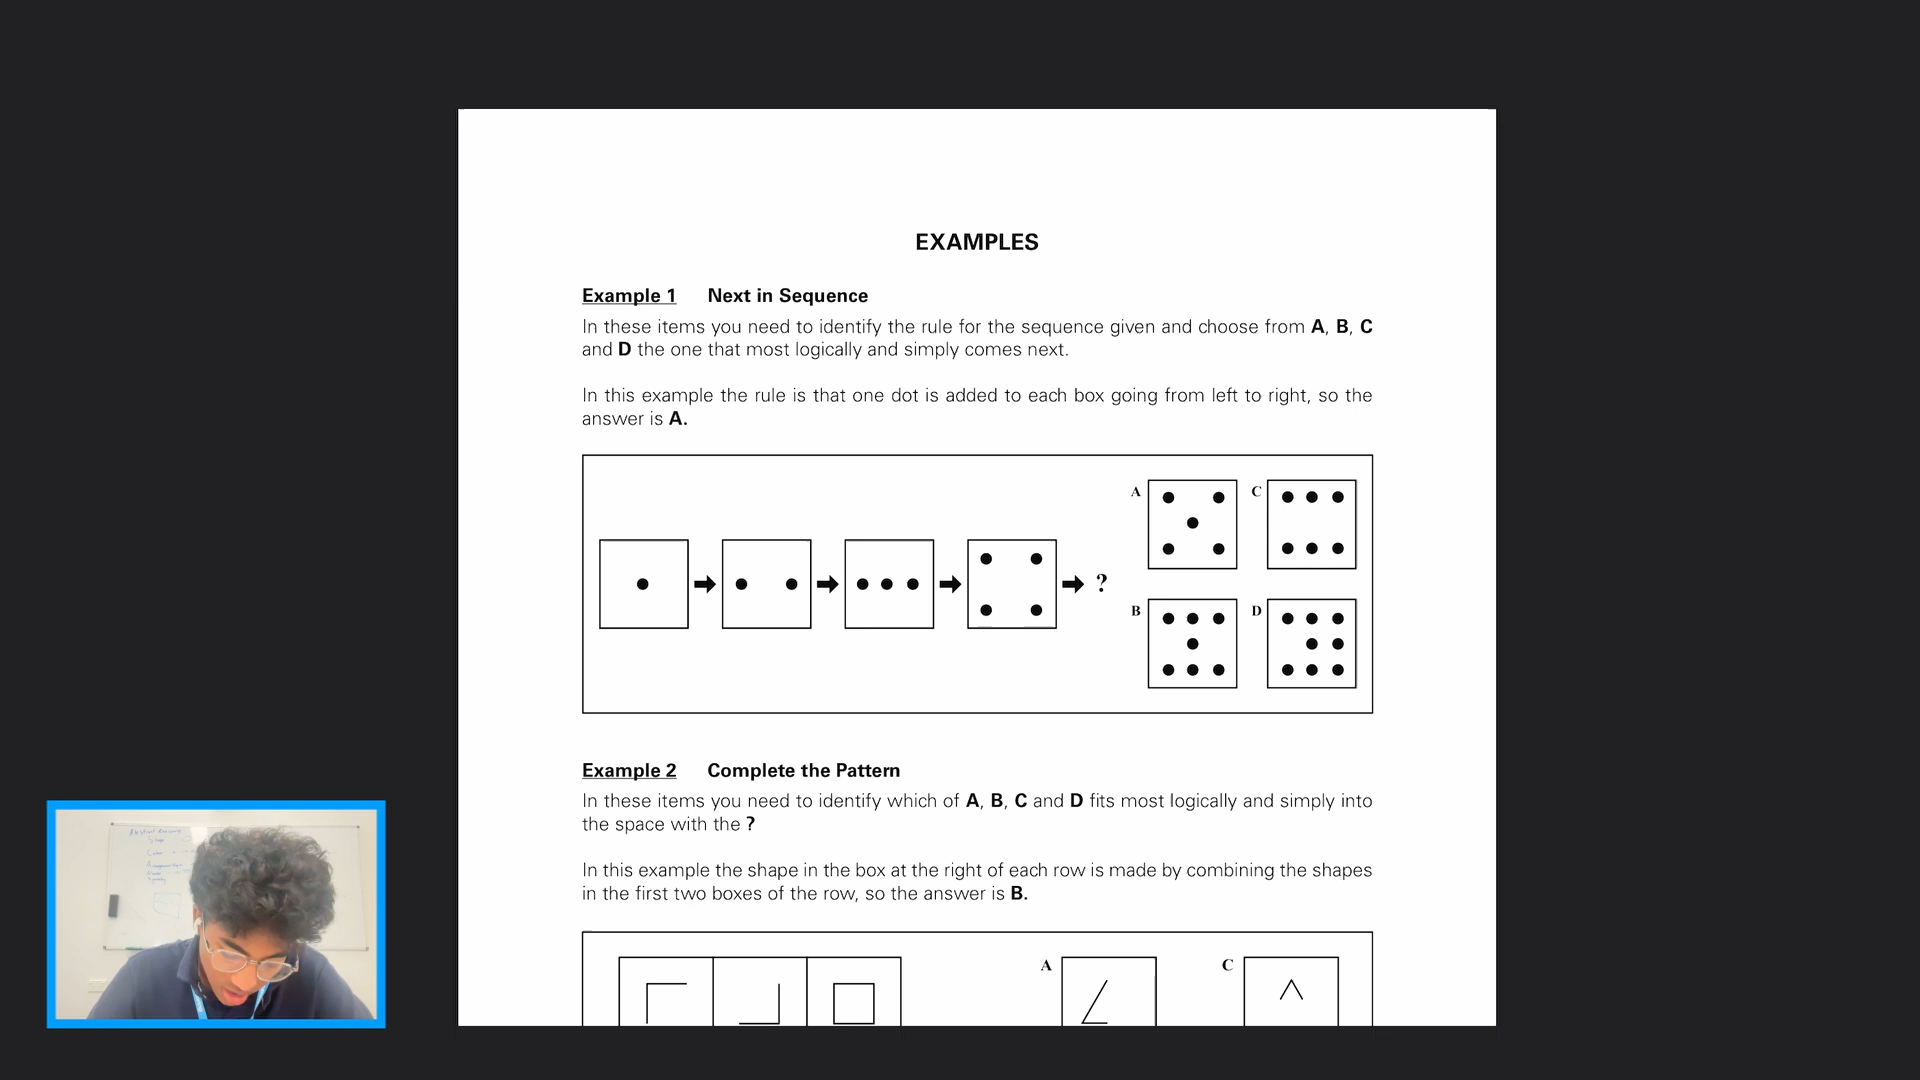 EXAMPLES
Example 1 Next in Sequence
In these items you need to identify the rule for the sequence given and choose from A, B, C
and D the one that most logically and simply comes next.
In this example the rule is that one dot is added to each box going from left to right, so the
answer is A.
A
C
?
B
D
Example 2 Complete the Pattern
In these items you need to identify which of A, B, C and D fits most logically and simply into
the space with the ?
In this example the shape in the box at the right of each row is made by combining the shapes
in the first two boxes of the row, so the answer is B.
A
C